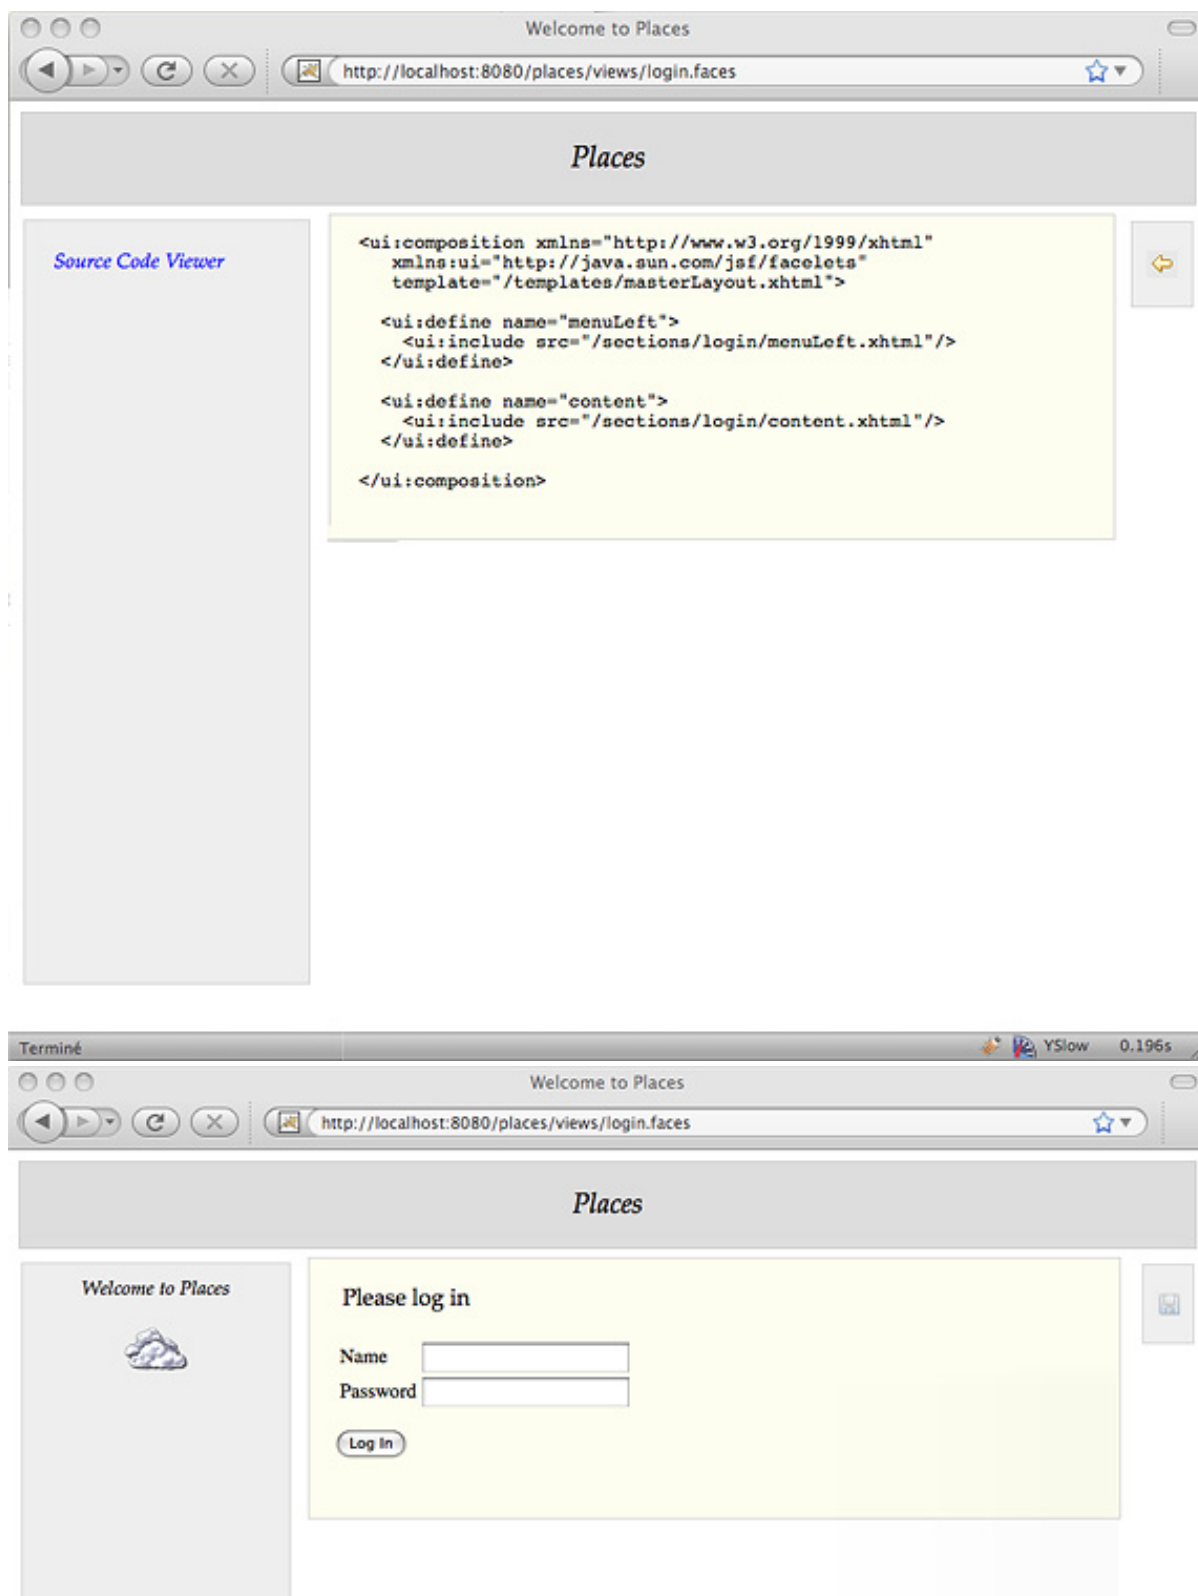 Welcome to Places
http://localhost:8080/places/views/login.faces
Places
Source Code Viewer
<ui:composition xmlns="http://www.w3.org/1999/xhtml"
xmlns:ui="http://java.sun.com/jsf/facelets"
template="/templates/masterLayout.xhtml">
<ui:define name="menuLeft">
<ui:include src="/sections/login/menuLeft.xhtml"/>
</ui:define>
<ui:define name="content">
<ui:include src="/sections/login/content.xhtml"/>
</ui:define>
</ui:composition>
Terminé YSlow 0.196s
Welcome to Places
http://localhost:8080/places/views/login.faces
Places
Welcome to Places
Please log in
Name
Password
Log In